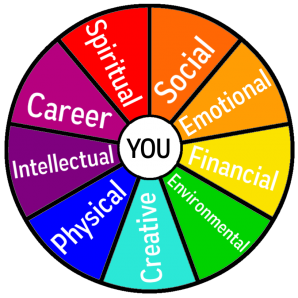 Spiritual
Social
Emotional
Financial
Environmental
Creative
Physical
Intellectual
Career
YOU